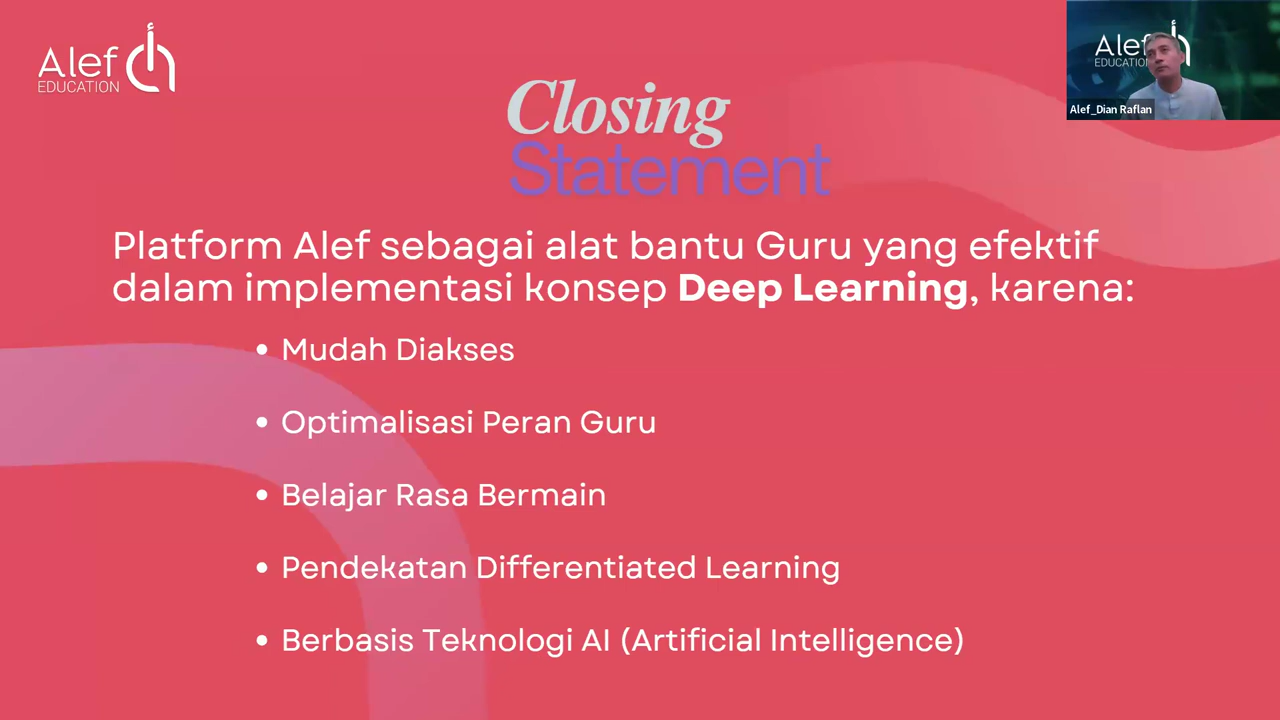 Alef
EDUCATION
Alef
EDUCATION
Alef_Dian Raflan
Closing
Statement
Platform Alef sebagai alat bantu Guru yang efektif
dalam implementasi konsep Deep Learning, karena:
• Mudah Diakses
• Optimalisasi Peran Guru
• Belajar Rasa Bermain
• Pendekatan Differentiated Learning
• Berbasis Teknologi AI (Artificial Intelligence)